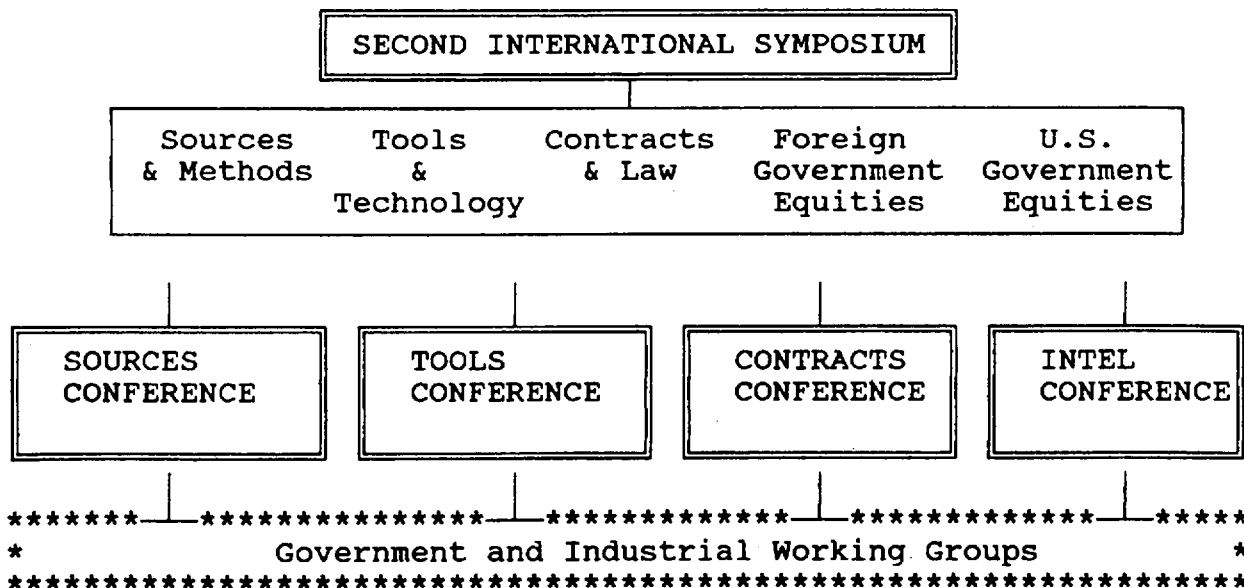 SECOND INTERNATIONAL SYMPOSIUM
Sources Tools Contracts Foreign U.S.
& Methods & & Law Government Government
Technology Equities Equities
SOURCES TOOLS CONTRACTS INTEL
CONFERENCE CONFERENCE CONFERENCE CONFERENCE
Government and Industrial Working Groups